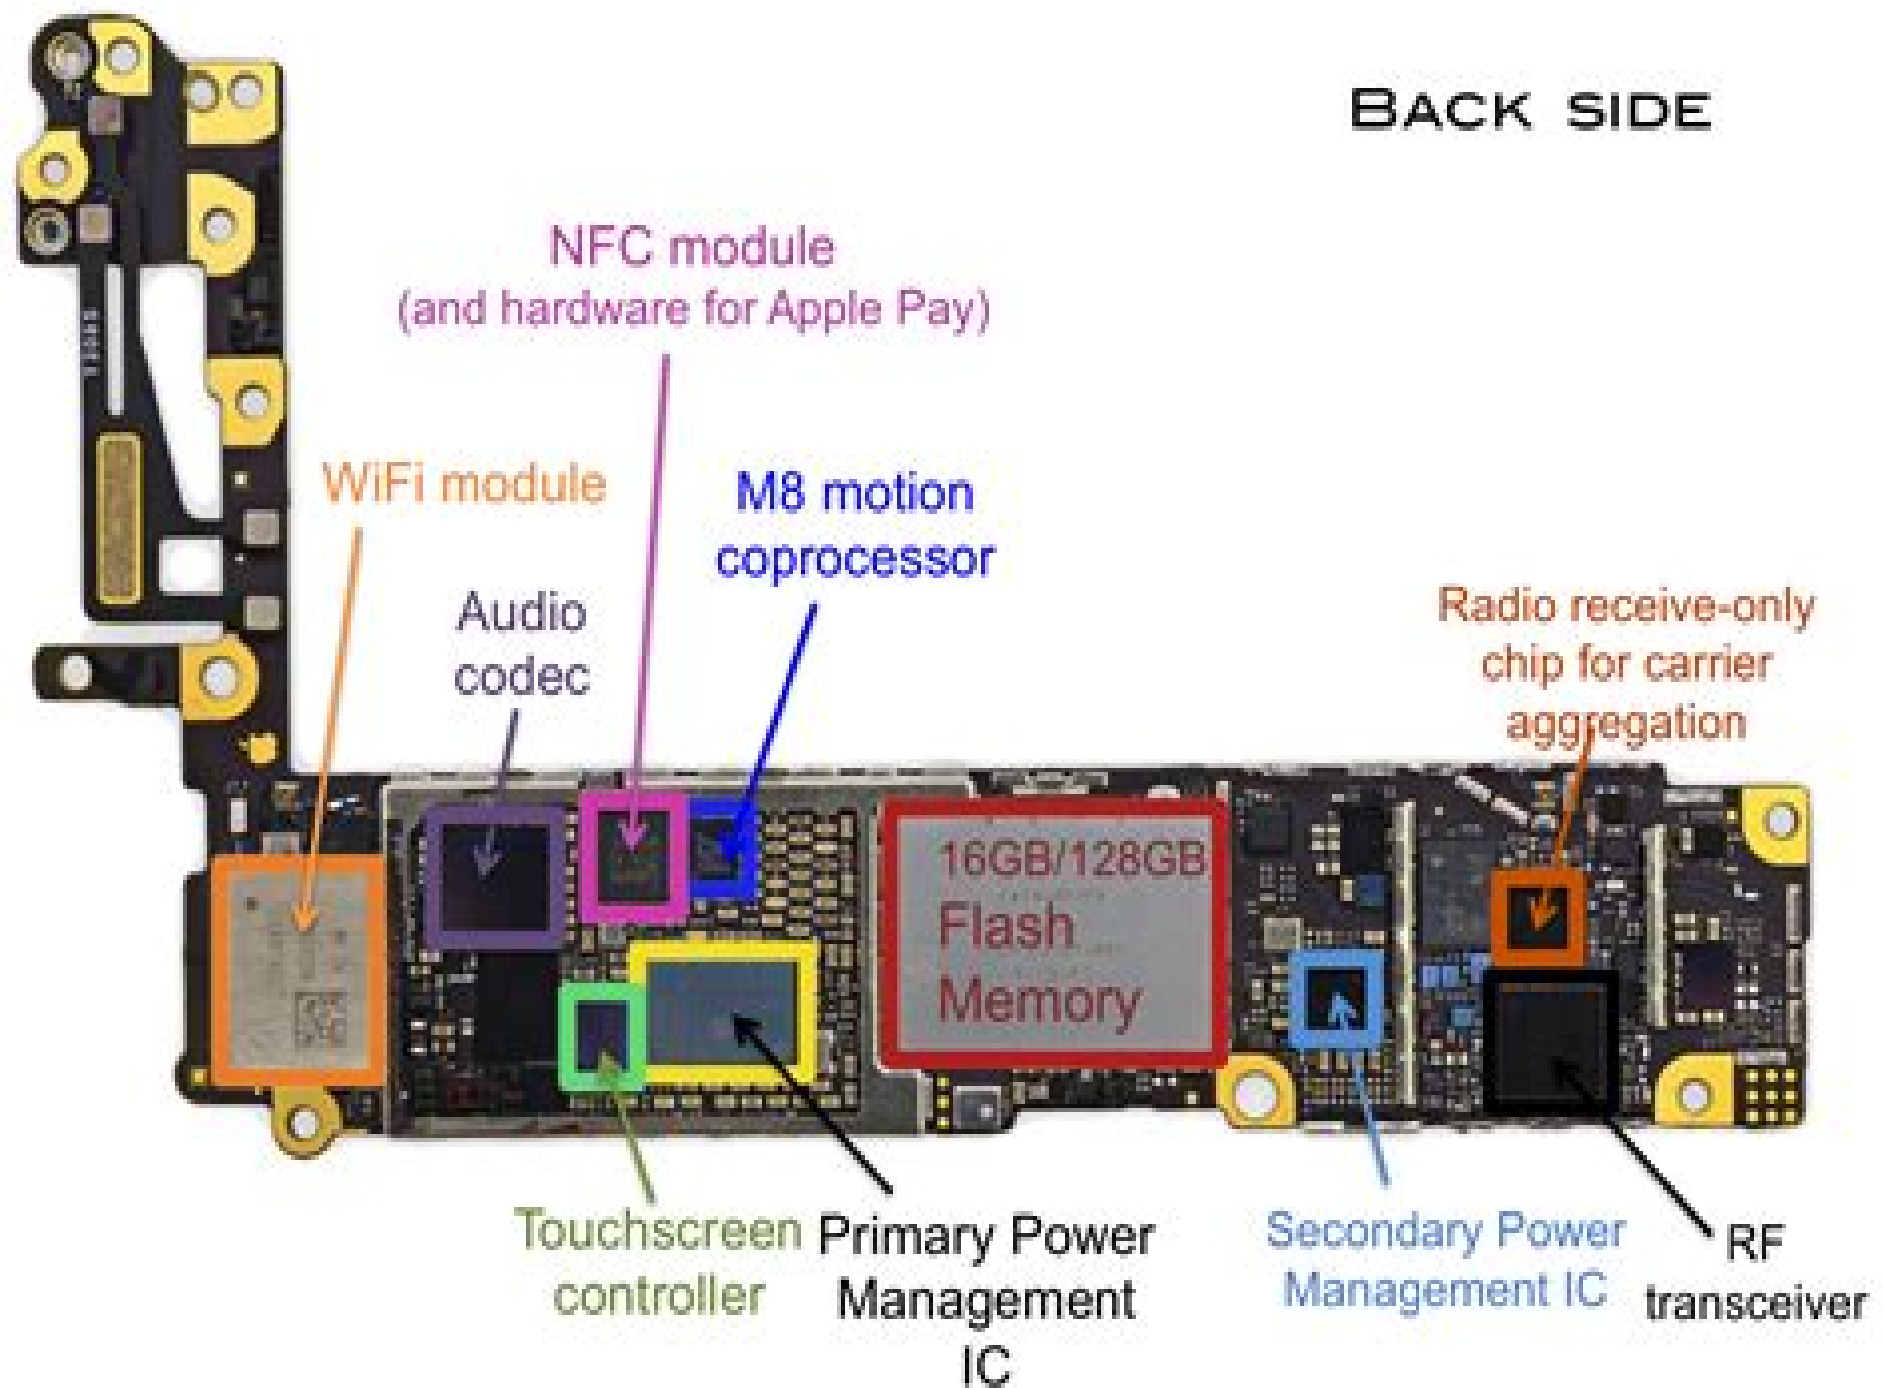 BACK SIDE
NFC module
(and hardware for Apple Pay)
WiFi module
M8 motion
coprocessor
Audio
codec
Radio receive-only
chip for carrier
aggregation
16GB/128GB
Flash
Memory
Touchscreen
controller
Primary Power
Management
IC
Secondary Power
Management IC
RF
transceiver